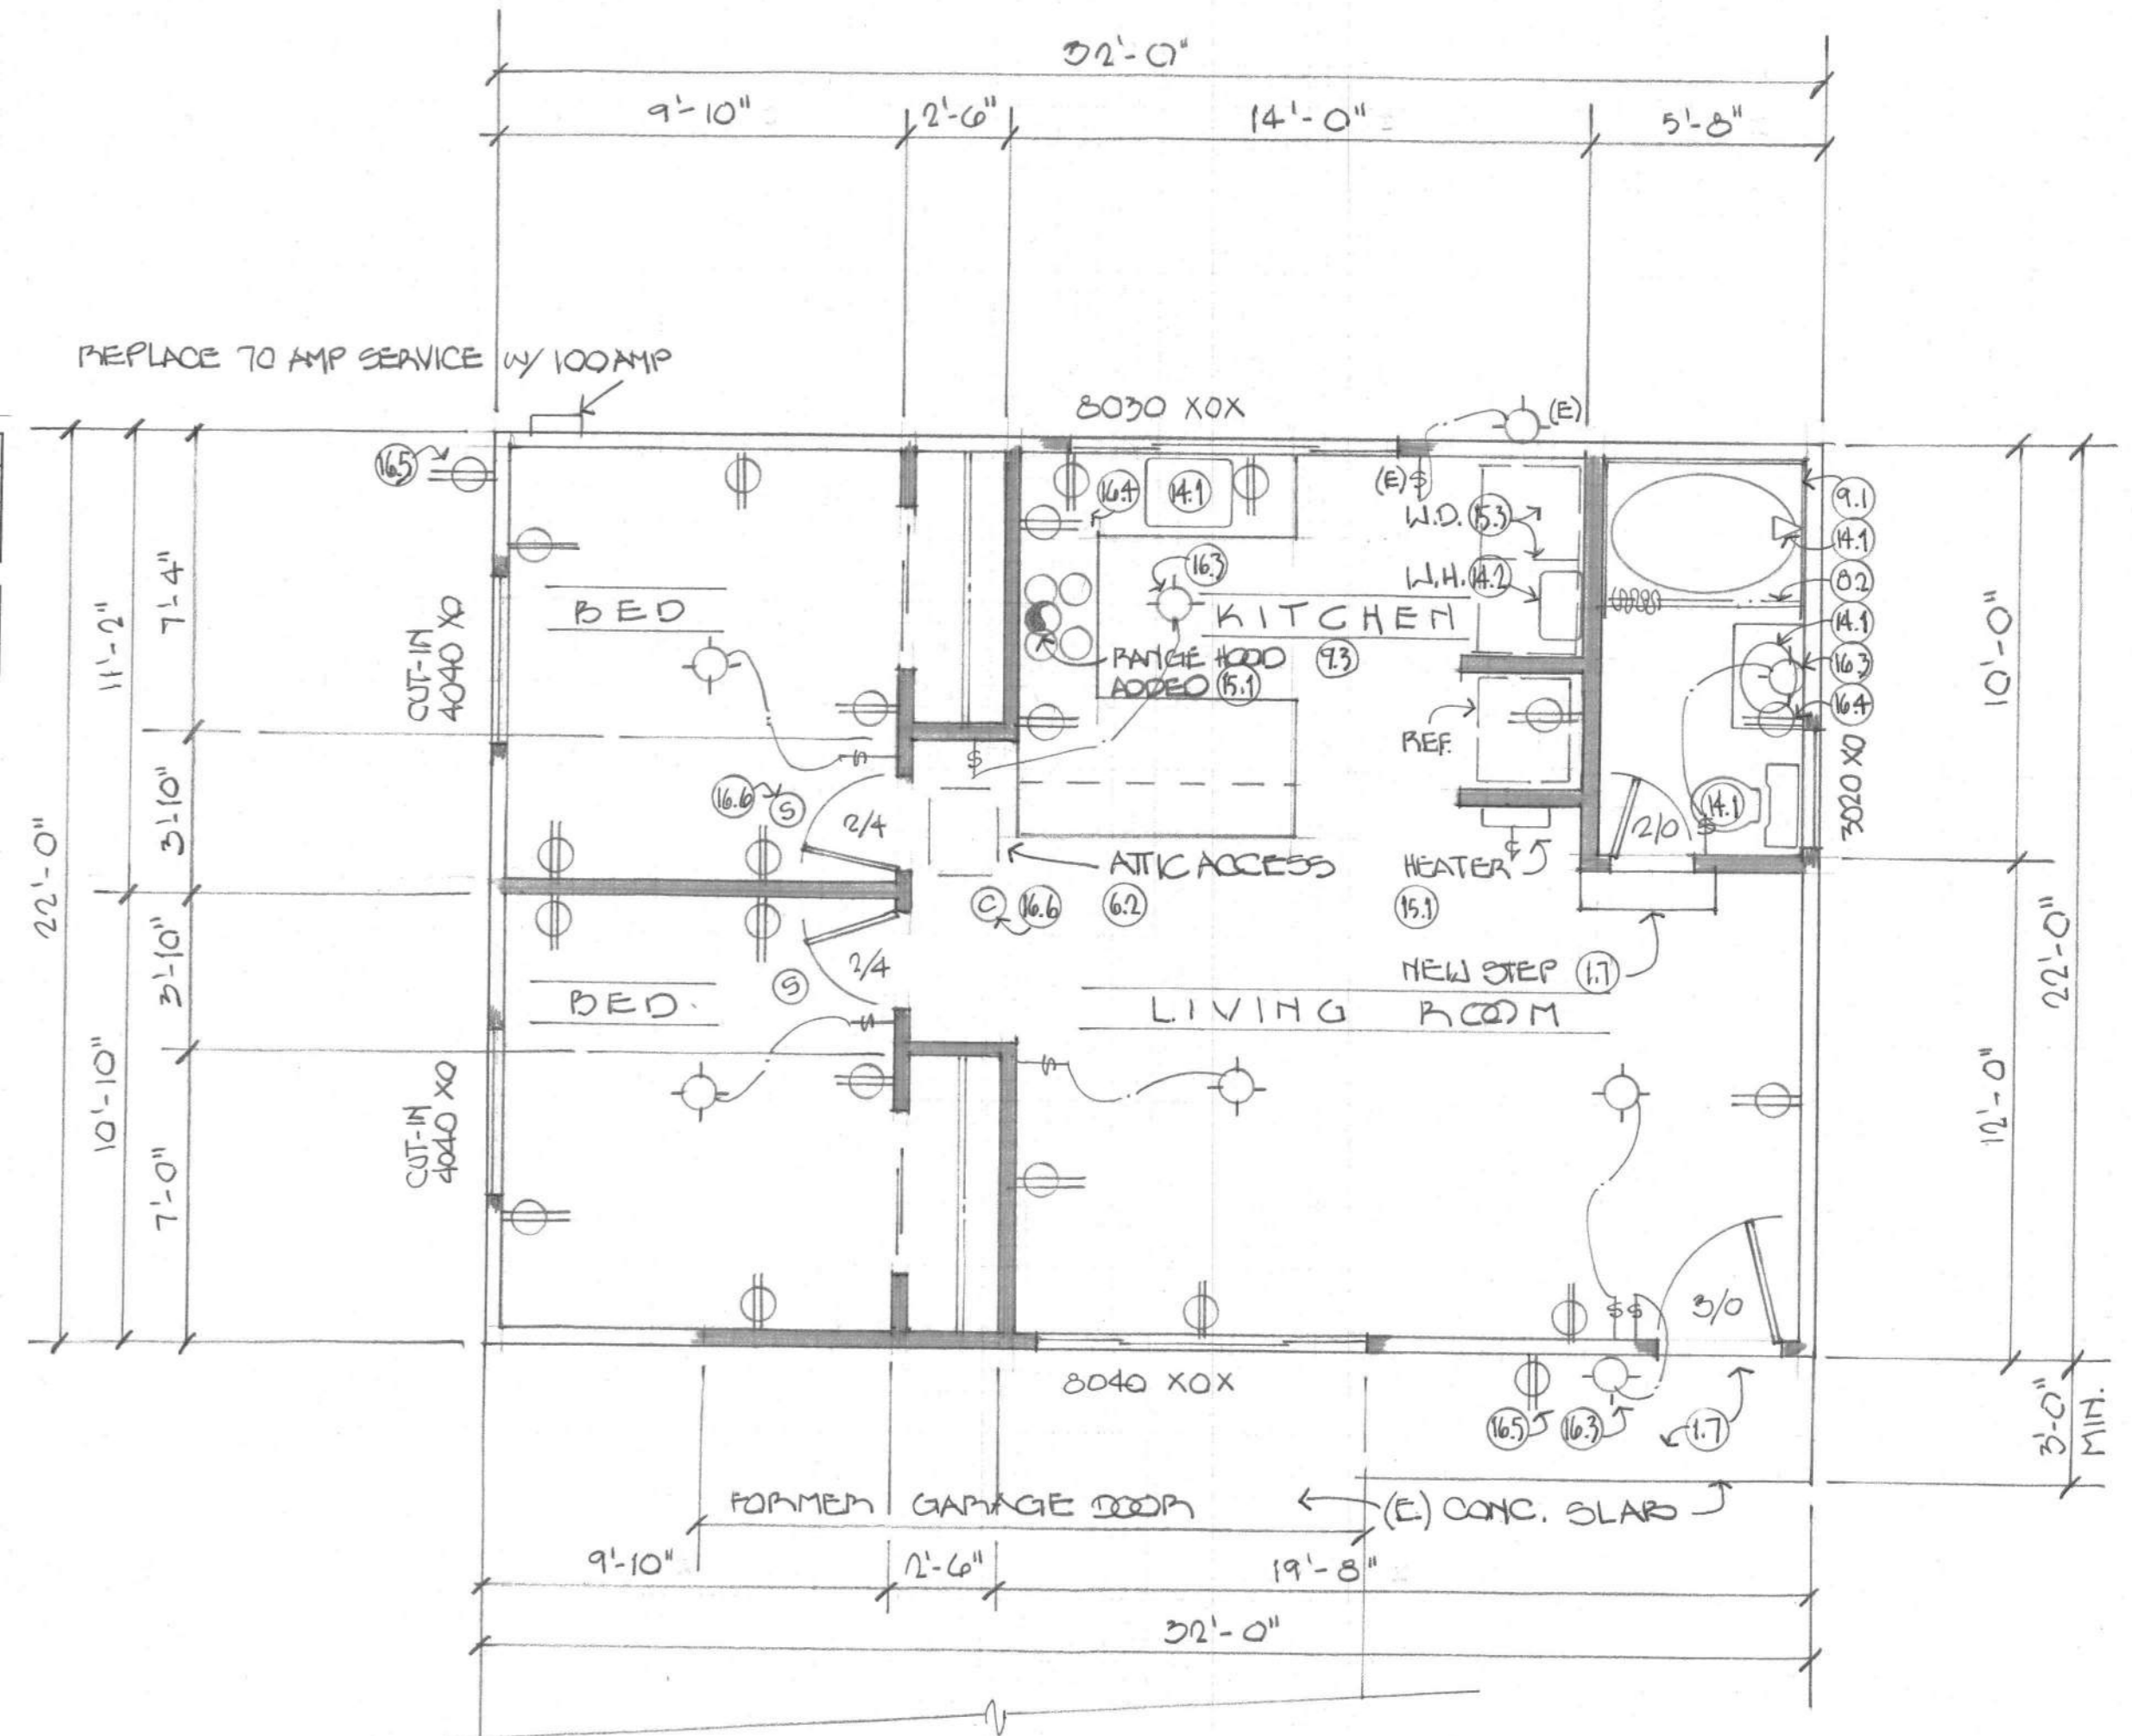 32'-0"
9'-10" 2'-6" 14'-0" 5'-8"
REPLACE 70 AMP SERVICE W/ 100 AMP
8030 XOX
(E)
16.5
16.4
14.1
(E) $
9.1
W.D. 15.3
14.1
16.3
8.2
W.H. 14.2
BED
KITCHEN
9.3
14.1
RANGE HOOD
ADDED 15.1
16.3
16.4
REF.
CUT-IN
4040 XO
3020 XO
$
16.6 S
2/4
14.1
2/0
$
ATTIC ACCESS
6.2
HEATER
15.1
$
C 16.6
2/4
S
NEW STEP 1.7
BED.
LIVING ROOM
CUT-IN
4040 XO
$ $
3/0
8040 XOX
16.5 16.3 1.7
FORMER GARAGE DOOR
(E) CONC. SLAB
9'-10" 2'-6" 19'-8"
32'-0"
22'-0"
11'-2"
10'-10"
7'-4"
3'-10"
3'-10"
7'-0"
10'-0"
12'-0"
22'-0"
3'-0"
MIN.